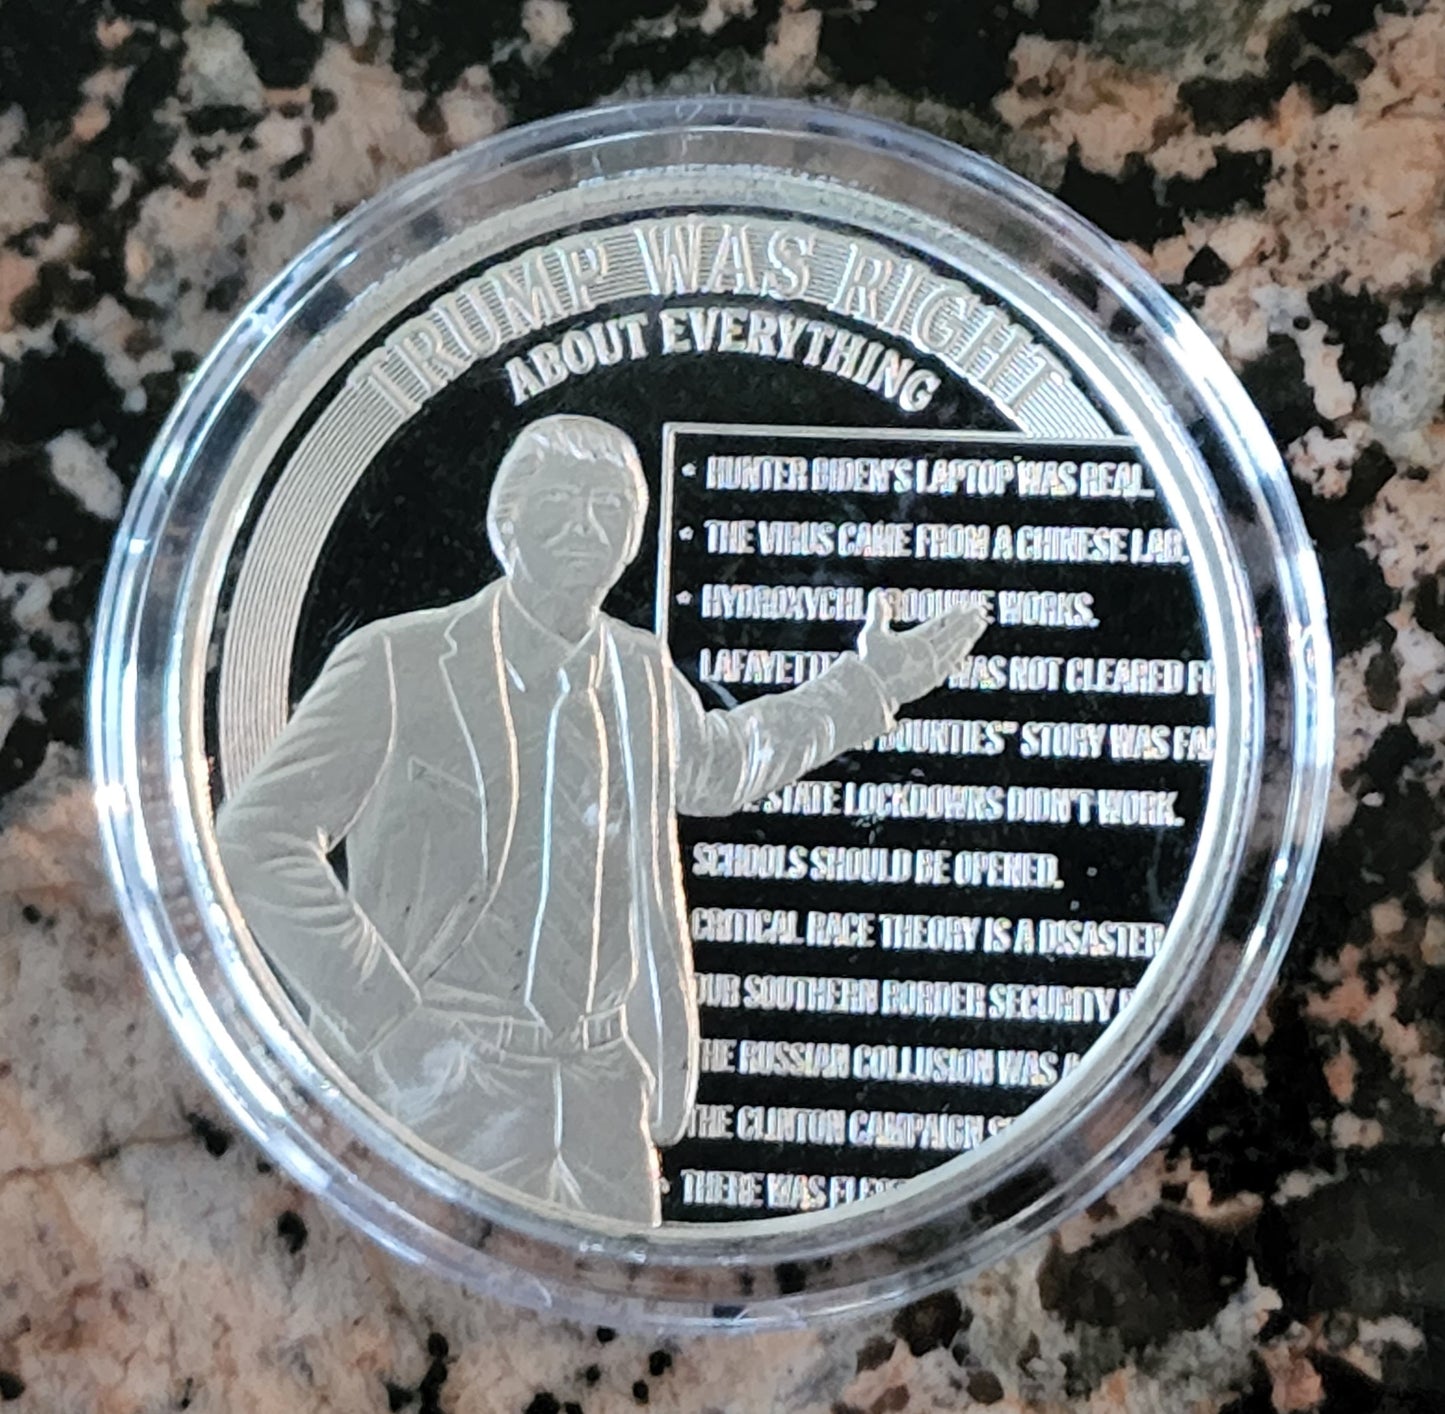 TRUMP WAS RIGHT
ABOUT EVERYTHING
• HUNTER BIDEN'S LAPTOP WAS REAL.
• THE VIRUS CAME FROM A CHINESE LAB.
• HYDROXYCHLOROQUINE WORKS.
WAS NOT CLEARED
BOUNTIES" STORY WAS
STATE LOCKDOWNS DIDN'T WORK.
SCHOOLS SHOULD BE OPENED.
CRITICAL RACE THEORY IS A DISASTER
OUR SOUTHERN BORDER SECURITY
THE RUSSIAN COLLUSION WAS A
THE CLINTON CAMPAIGN
• THERE WAS